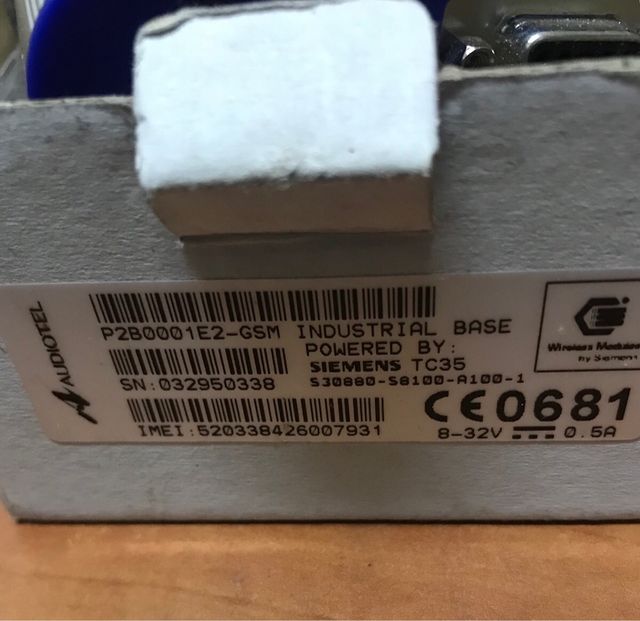 AUDIOTEL
P2B0001E2-GSM INDUSTRIAL BASE
POWERED BY:
SIEMENS TC35
SN:032950338
S30880-S8100-A100-1
IMEI:520338426007931
CE0681
8-32V 0.5A
Wireless Modules
by Siemens